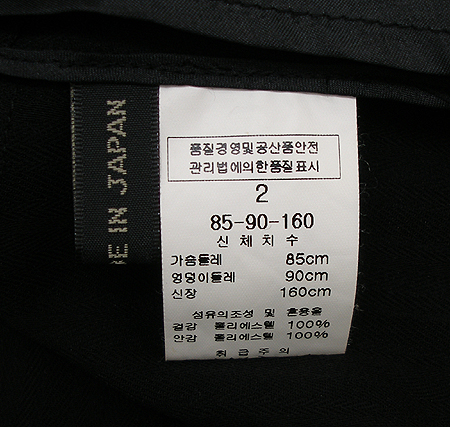 E IN JAPAN
품질경영및공산품안전
관리법에의한품질표시
2
85-90-160
신 체 치 수
가슴둘레 85cm
엉덩이둘레 90cm
신장 160cm
섬유의조성 및 혼용율
겉감 폴리에스텔 100%
안감 폴리에스텔 100%
취 급 주 의